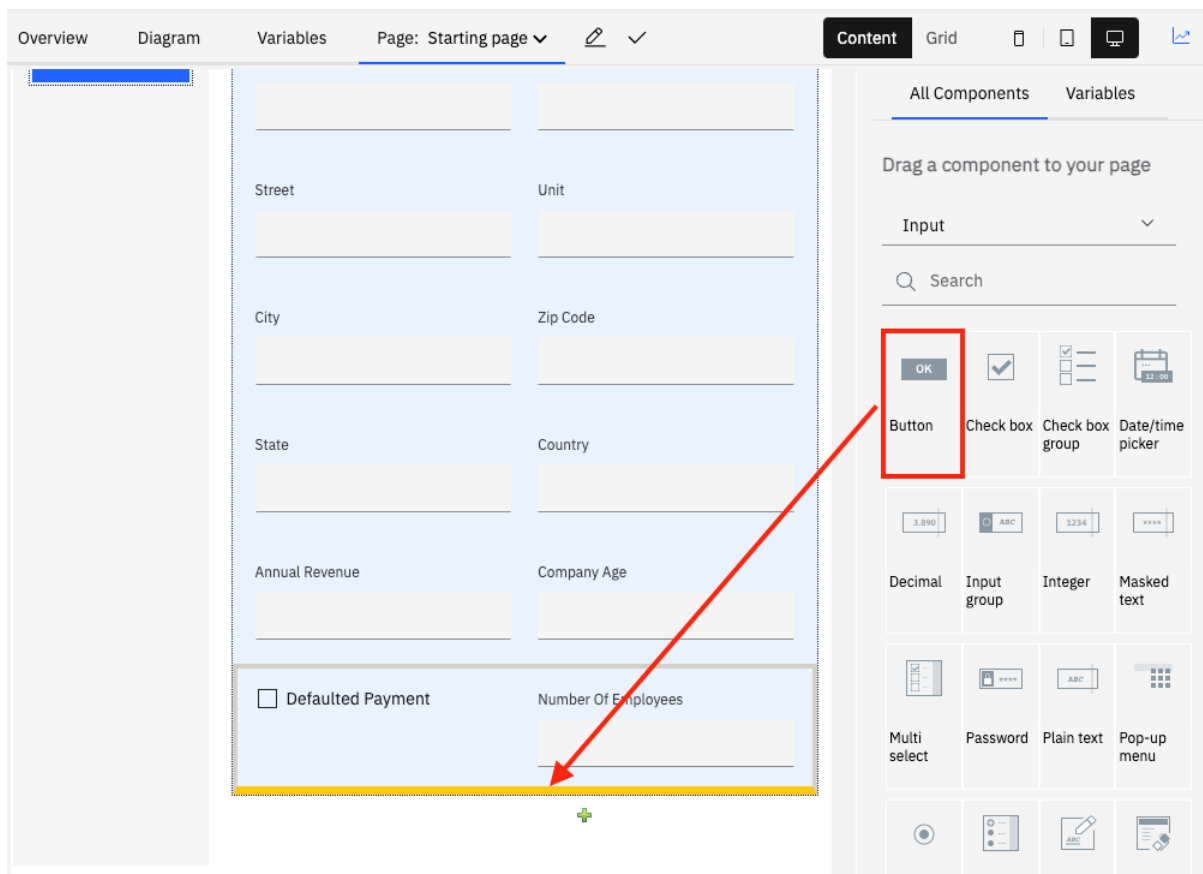 Overview Diagram Variables Page: Starting page Content Grid
All Components Variables
Drag a component to your page
Street Unit
Input
Search
City Zip Code
OK
12:00
Button Check box Check box group Date/time picker
State Country
3.890 ABC 1234 ****
Annual Revenue Company Age
Decimal Input group Integer Masked text
**** ABC
Defaulted Payment Number Of Employees
Multi select Password Plain text Pop-up menu
ABC